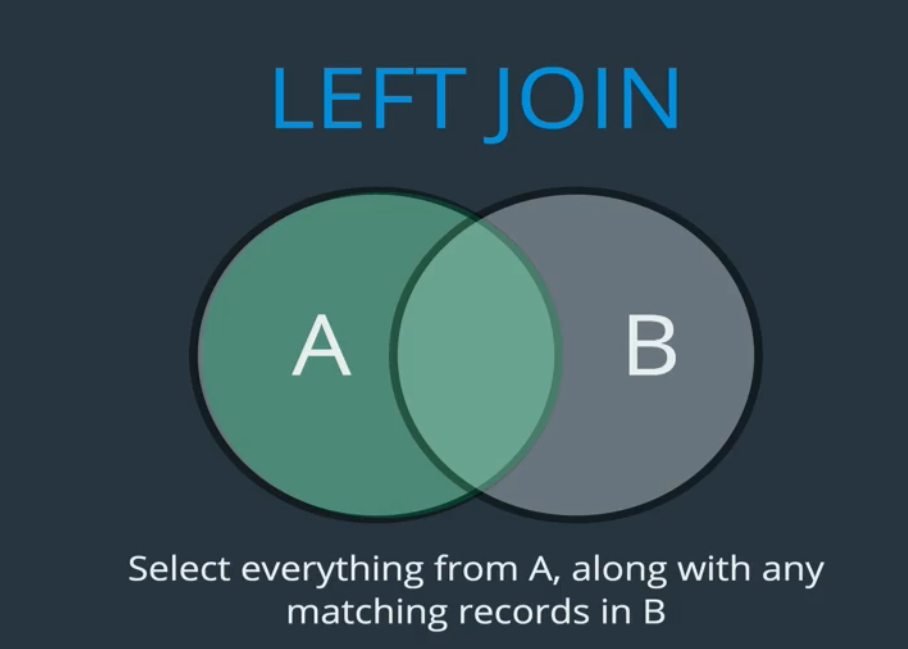 LEFT JOIN
A
B
Select everything from A, along with any
matching records in B